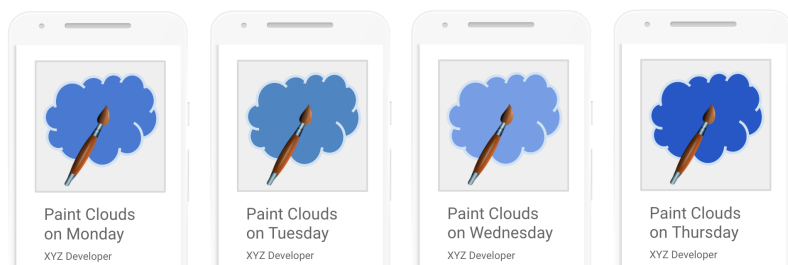 Paint Clouds
on Monday
XYZ Developer
Paint Clouds
on Tuesday
XYZ Developer
Paint Clouds
on Wednesday
XYZ Developer
Paint Clouds
on Thursday
XYZ Developer